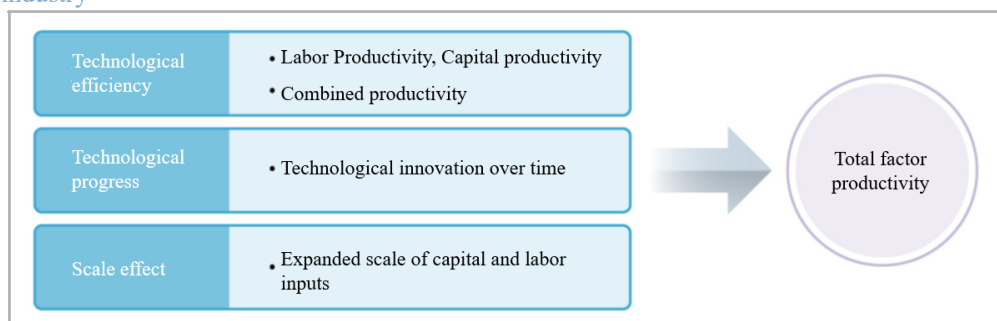 industry
Technological
efficiency
• Labor Productivity, Capital productivity
• Combined productivity
Technological
progress
• Technological innovation over time
Scale effect
• Expanded scale of capital and labor
inputs
Total factor
productivity